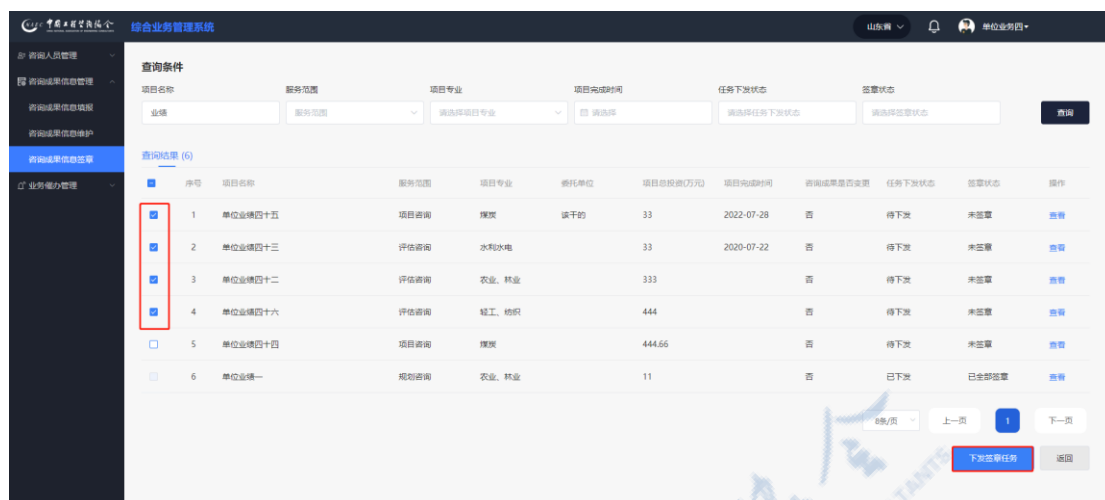 中国工程咨询协会 综合业务管理系统 山东省 单位业务四
咨询人员管理
咨询成果信息管理
咨询成果信息填报
咨询成果信息维护
咨询成果信息签章
业务催办管理
查询条件
项目名称 服务范围 项目专业 项目完成时间 任务下发状态 签章状态
业绩 服务范围 请选择项目专业 请选择 请选择任务下发状态 请选择签章状态 查询
查询结果 (6)
序号 项目名称 服务范围 项目专业 委托单位 项目总投资(万元) 项目完成时间 咨询成果是否变更 任务下发状态 签章状态 操作
1 单位业绩四十五 项目咨询 煤炭 该干的 33 2022-07-28 否 待下发 未签章 查看
2 单位业绩四十三 评估咨询 水利水电 33 2020-07-22 否 待下发 未签章 查看
3 单位业绩四十二 评估咨询 农业、林业 333 否 待下发 未签章 查看
4 单位业绩四十六 评估咨询 轻工、纺织 444 否 待下发 未签章 查看
5 单位业绩四十四 项目咨询 煤炭 444.66 否 待下发 未签章 查看
6 单位业绩一 规划咨询 农业、林业 11 否 已下发 已全部签章 查看
8条/页 上一页 1 下一页
下发签章任务 返回
TANTS